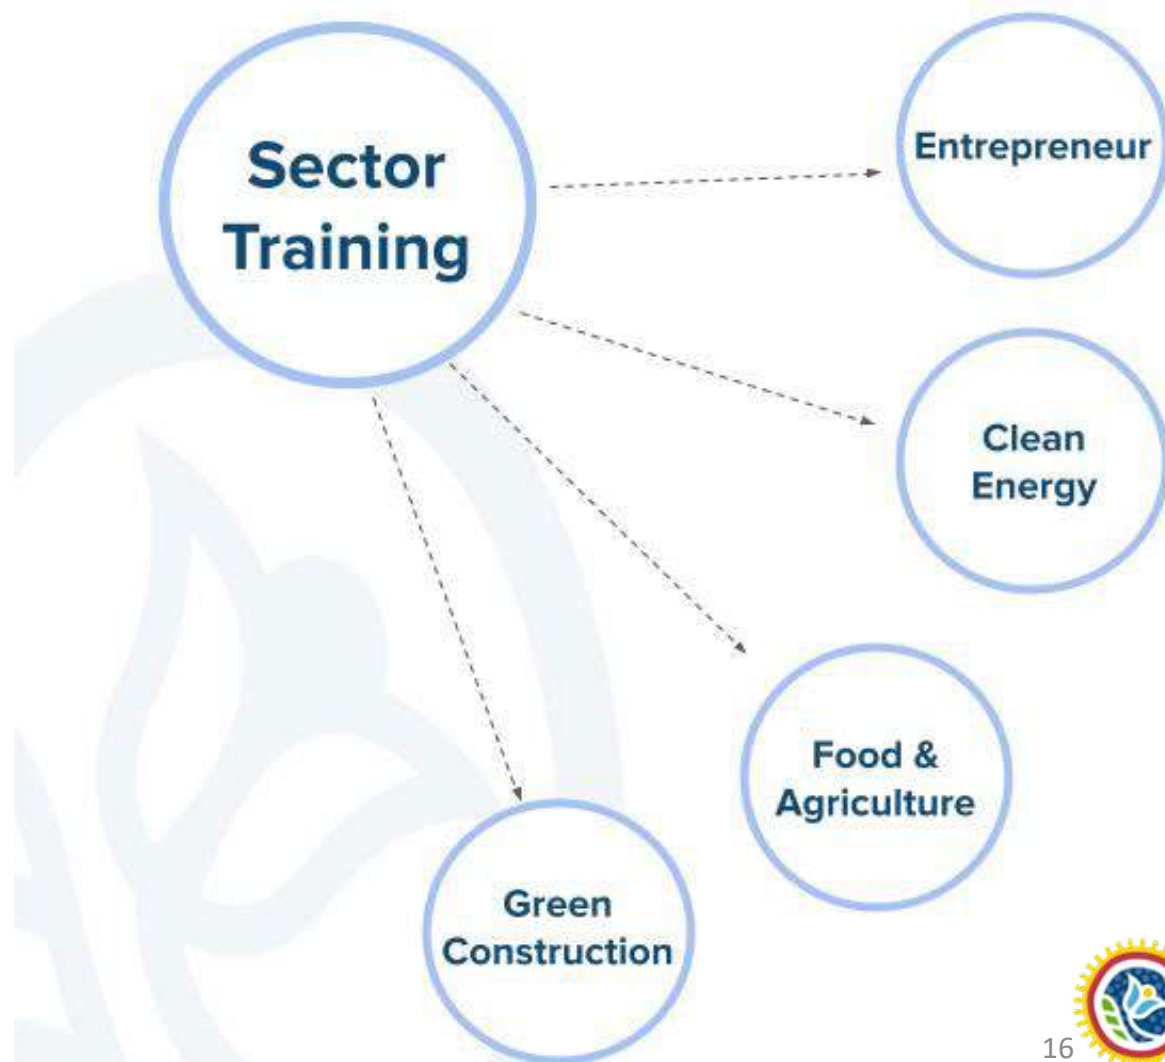 Sector
Training
Entrepreneur
Clean
Energy
Food &
Agriculture
Green
Construction
16